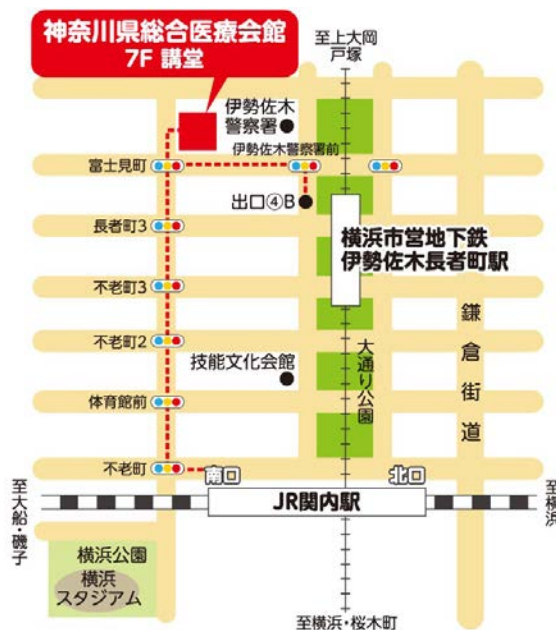 神奈川県総合医療会館
7F 講堂
至上大岡
戸塚
伊勢佐木
警察署
伊勢佐木警察署前
富士見町
出口④B
長者町3
横浜市営地下鉄
伊勢佐木長者町駅
不老町3
鎌倉街道
不老町2
大通り公園
技能文化会館
体育館前
不老町
南口
北口
至大船・磯子
JR関内駅
至横浜
横浜公園
横浜
スタジアム
至横浜・桜木町